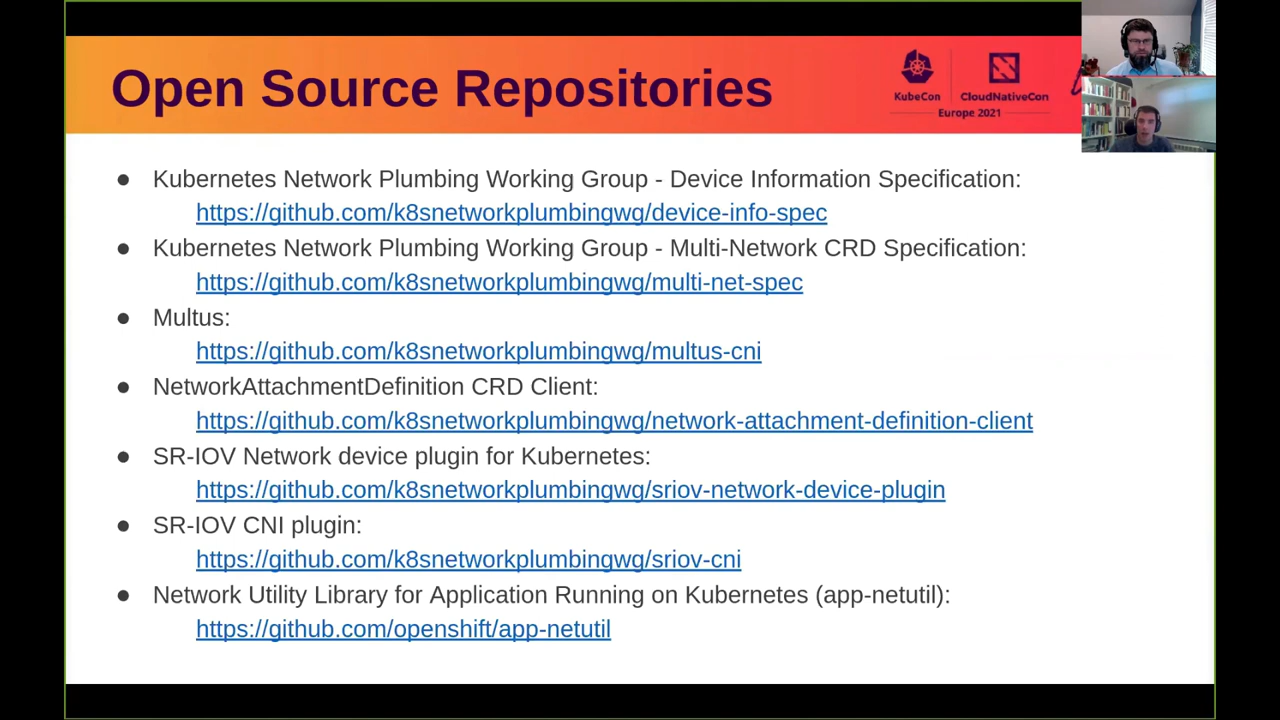 Open Source Repositories
KubeCon
CloudNativeCon
Europe 2021
● Kubernetes Network Plumbing Working Group - Device Information Specification:
https://github.com/k8snetworkplumbingwg/device-info-spec
● Kubernetes Network Plumbing Working Group - Multi-Network CRD Specification:
https://github.com/k8snetworkplumbingwg/multi-net-spec
● Multus:
https://github.com/k8snetworkplumbingwg/multus-cni
● NetworkAttachmentDefinition CRD Client:
https://github.com/k8snetworkplumbingwg/network-attachment-definition-client
● SR-IOV Network device plugin for Kubernetes:
https://github.com/k8snetworkplumbingwg/sriov-network-device-plugin
● SR-IOV CNI plugin:
https://github.com/k8snetworkplumbingwg/sriov-cni
● Network Utility Library for Application Running on Kubernetes (app-netutil):
https://github.com/openshift/app-netutil